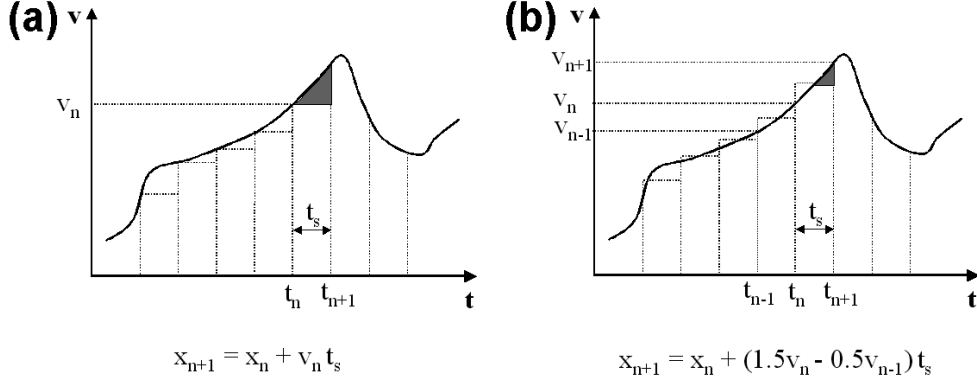 (a)
v
v_n
t_s
t_n t_{n+1} t
x_{n+1} = x_n + v_n t_s
(b)
v
v_{n+1}
v_n
v_{n-1}
t_s
t_{n-1} t_n t_{n+1} t
x_{n+1} = x_n + (1.5v_n - 0.5v_{n-1}) t_s